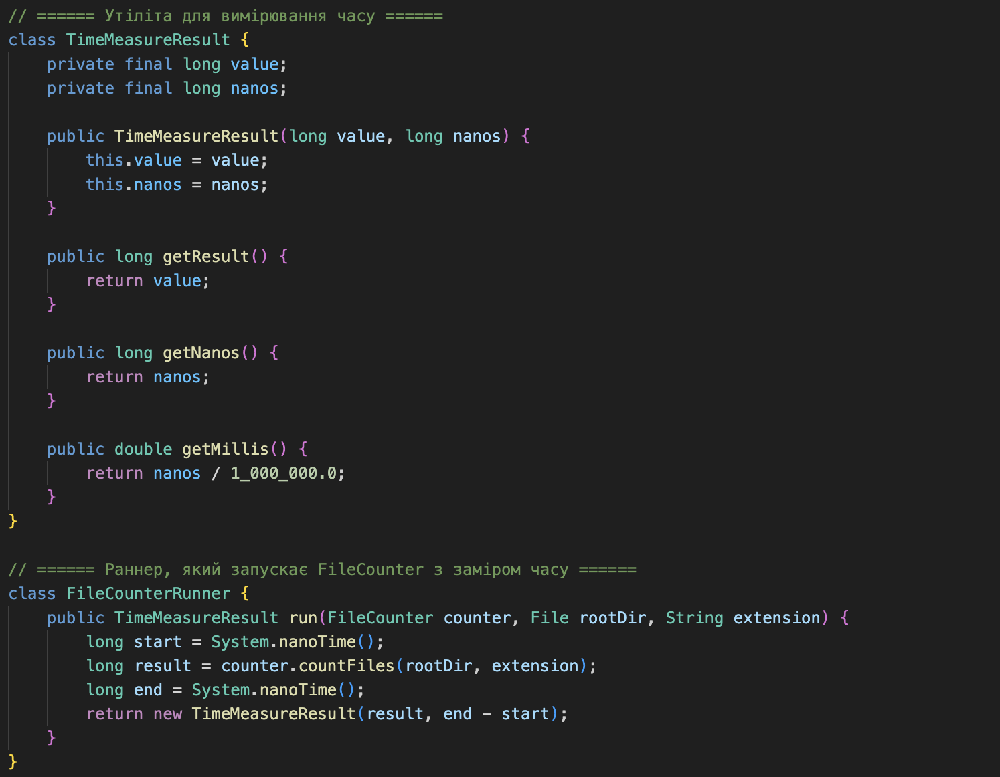 // ====== Утіліта для вимірювання часу ======
class TimeMeasureResult {
    private final long value;
    private final long nanos;

    public TimeMeasureResult(long value, long nanos) {
        this.value = value;
        this.nanos = nanos;
    }

    public long getResult() {
        return value;
    }

    public long getNanos() {
        return nanos;
    }

    public double getMillis() {
        return nanos / 1_000_000.0;
    }
}

// ====== Раннер, який запускає FileCounter з заміром часу ======
class FileCounterRunner {
    public TimeMeasureResult run(FileCounter counter, File rootDir, String extension) {
        long start = System.nanoTime();
        long result = counter.countFiles(rootDir, extension);
        long end = System.nanoTime();
        return new TimeMeasureResult(result, end - start);
    }
}